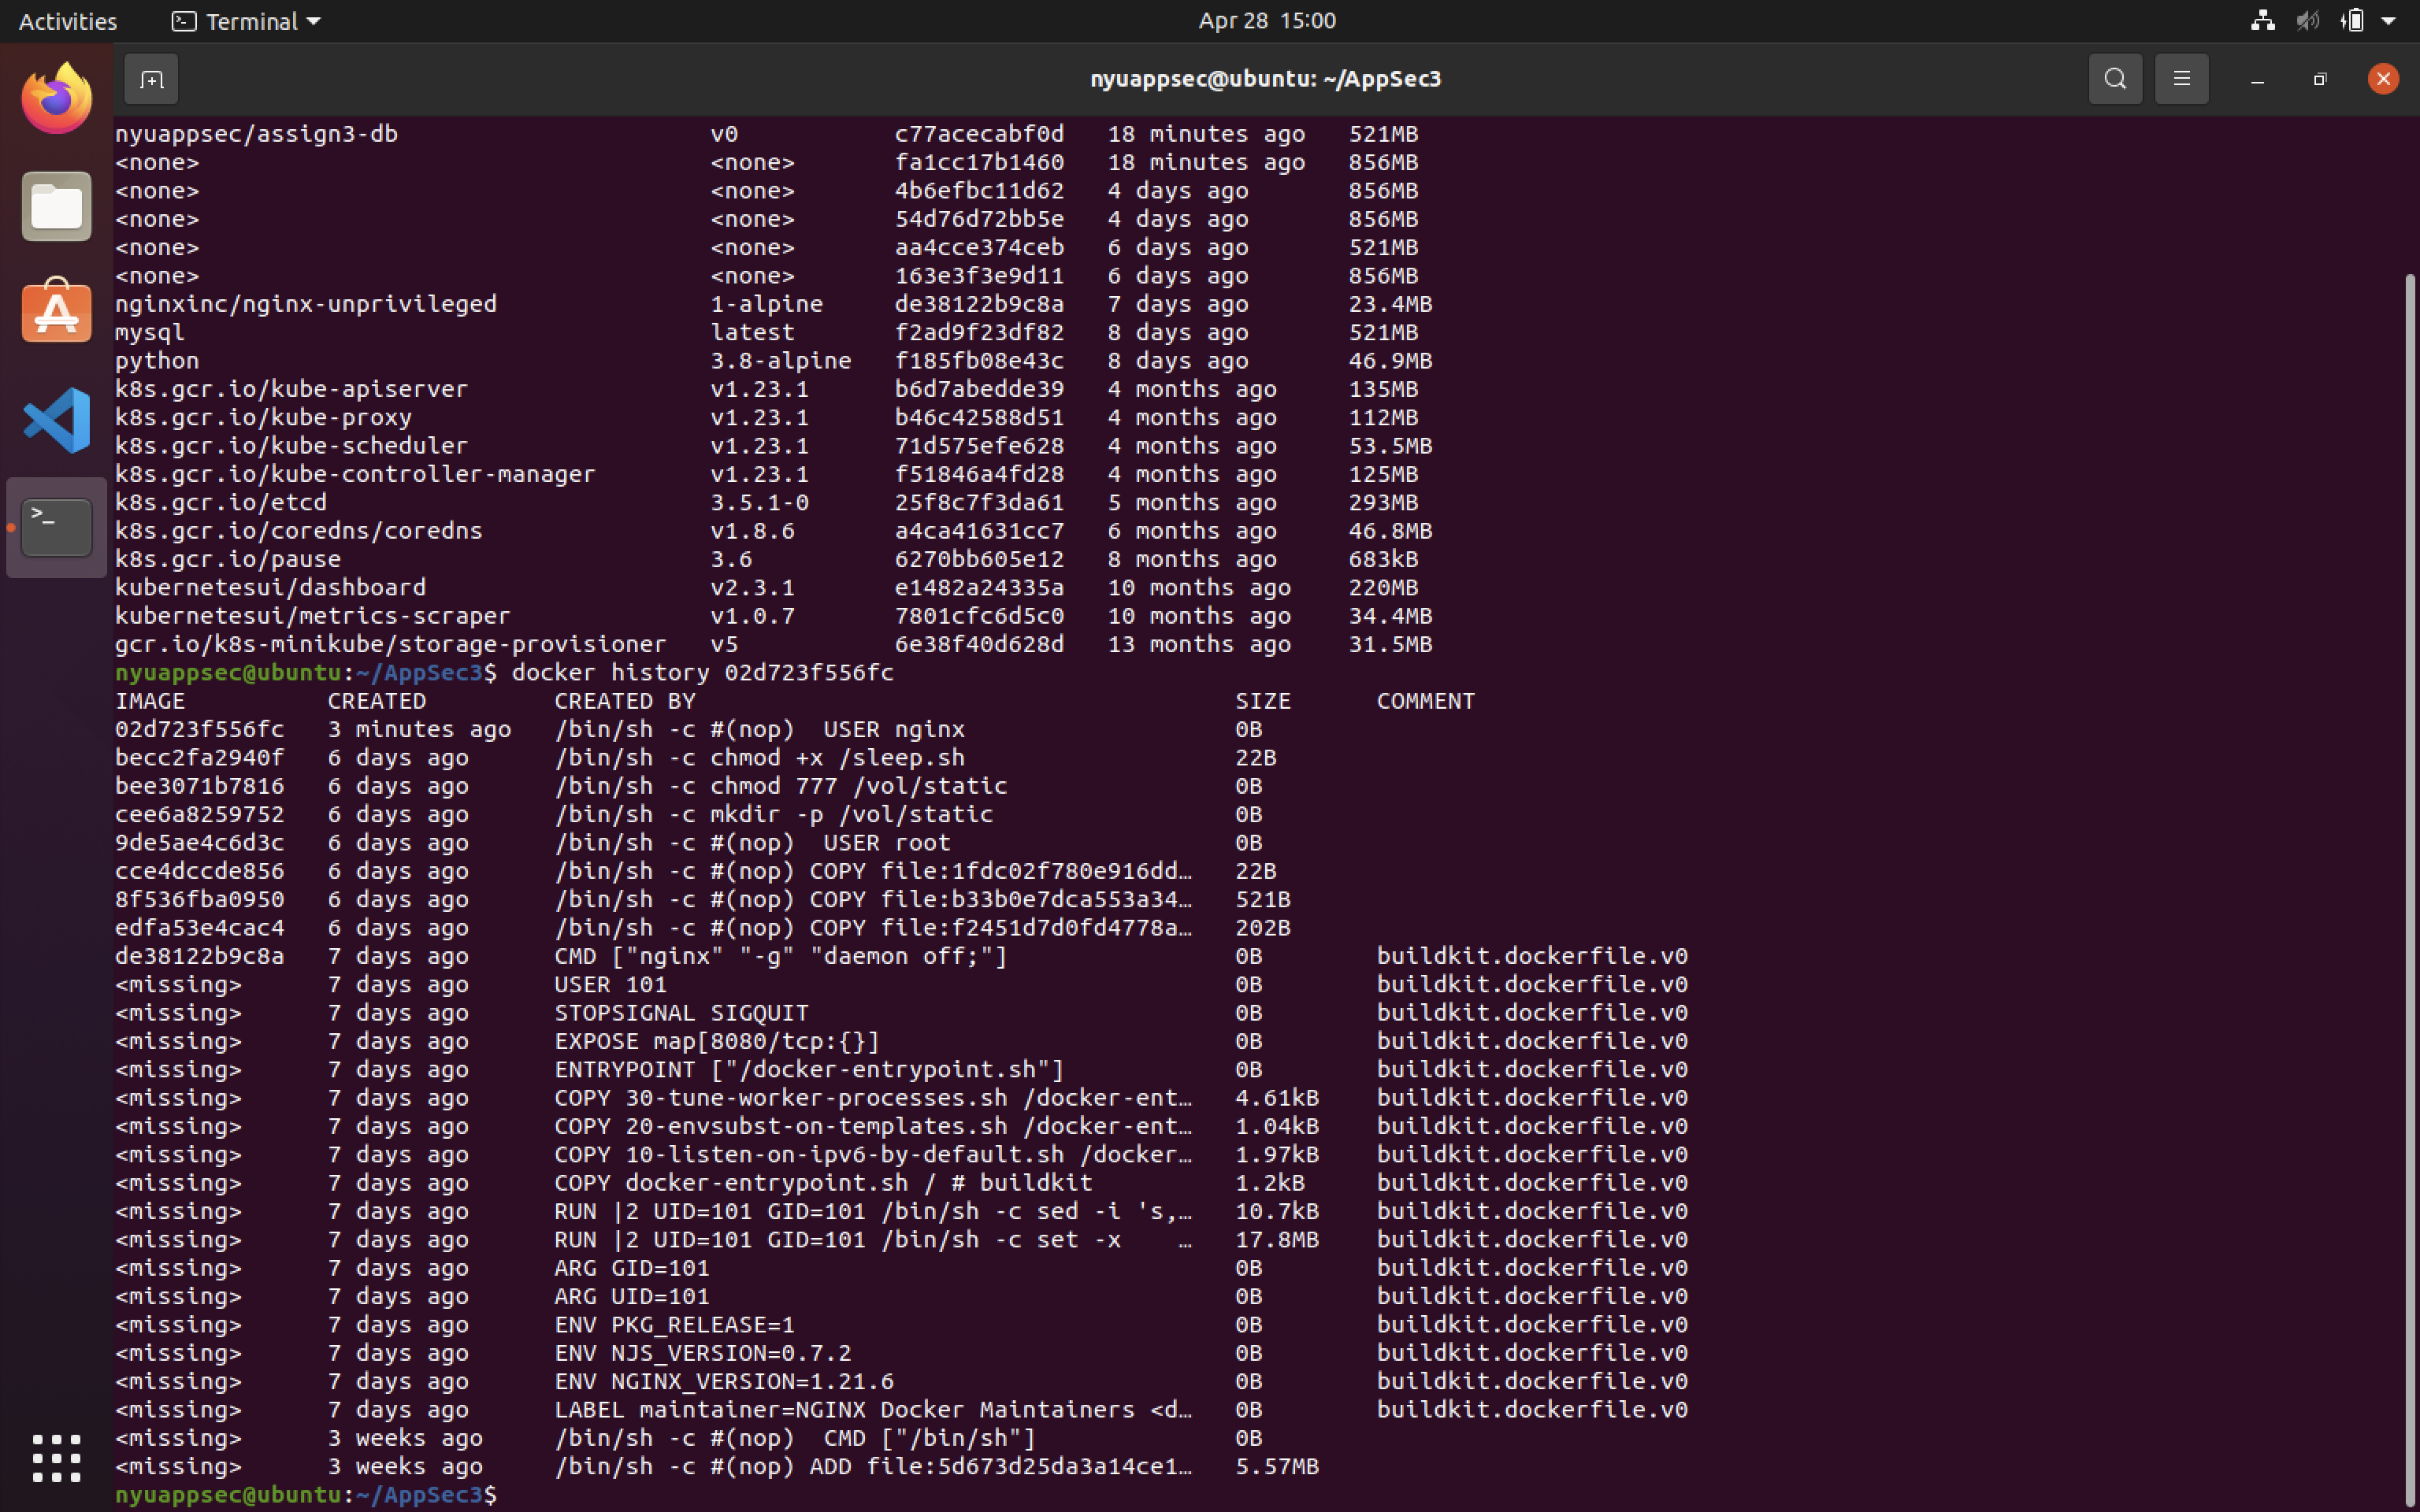 Activities Terminal Apr 28 15:00
nyuappsec@ubuntu: ~/AppSec3
nyuappsec/assign3-db v0 c77acecabf0d 18 minutes ago 521MB
<none> <none> fa1cc17b1460 18 minutes ago 856MB
<none> <none> 4b6efbc11d62 4 days ago 856MB
<none> <none> 54d76d72bb5e 4 days ago 856MB
<none> <none> aa4cce374ceb 6 days ago 521MB
<none> <none> 163e3f3e9d11 6 days ago 856MB
nginxinc/nginx-unprivileged 1-alpine de38122b9c8a 7 days ago 23.4MB
mysql latest f2ad9f23df82 8 days ago 521MB
python 3.8-alpine f185fb08e43c 8 days ago 46.9MB
k8s.gcr.io/kube-apiserver v1.23.1 b6d7abedde39 4 months ago 135MB
k8s.gcr.io/kube-proxy v1.23.1 b46c42588d51 4 months ago 112MB
k8s.gcr.io/kube-scheduler v1.23.1 71d575efe628 4 months ago 53.5MB
k8s.gcr.io/kube-controller-manager v1.23.1 f51846a4fd28 4 months ago 125MB
k8s.gcr.io/etcd 3.5.1-0 25f8c7f3da61 5 months ago 293MB
k8s.gcr.io/coredns/coredns v1.8.6 a4ca41631cc7 6 months ago 46.8MB
k8s.gcr.io/pause 3.6 6270bb605e12 8 months ago 683kB
kubernetesui/dashboard v2.3.1 e1482a24335a 10 months ago 220MB
kubernetesui/metrics-scraper v1.0.7 7801cfc6d5c0 10 months ago 34.4MB
gcr.io/k8s-minikube/storage-provisioner v5 6e38f40d628d 13 months ago 31.5MB
nyuappsec@ubuntu:~/AppSec3$ docker history 02d723f556fc
IMAGE CREATED CREATED BY SIZE COMMENT
02d723f556fc 3 minutes ago /bin/sh -c #(nop) USER nginx 0B
becc2fa2940f 6 days ago /bin/sh -c chmod +x /sleep.sh 22B
bee3071b7816 6 days ago /bin/sh -c chmod 777 /vol/static 0B
cee6a8259752 6 days ago /bin/sh -c mkdir -p /vol/static 0B
9de5ae4c6d3c 6 days ago /bin/sh -c #(nop) USER root 0B
cce4dccde856 6 days ago /bin/sh -c #(nop) COPY file:1fdc02f780e916dd… 22B
8f536fba0950 6 days ago /bin/sh -c #(nop) COPY file:b33b0e7dca553a34… 521B
edfa53e4cac4 6 days ago /bin/sh -c #(nop) COPY file:f2451d7d0fd4778a… 202B
de38122b9c8a 7 days ago CMD ["nginx" "-g" "daemon off;"] 0B buildkit.dockerfile.v0
<missing> 7 days ago USER 101 0B buildkit.dockerfile.v0
<missing> 7 days ago STOPSIGNAL SIGQUIT 0B buildkit.dockerfile.v0
<missing> 7 days ago EXPOSE map[8080/tcp:{}] 0B buildkit.dockerfile.v0
<missing> 7 days ago ENTRYPOINT ["/docker-entrypoint.sh"] 0B buildkit.dockerfile.v0
<missing> 7 days ago COPY 30-tune-worker-processes.sh /docker-ent… 4.61kB buildkit.dockerfile.v0
<missing> 7 days ago COPY 20-envsubst-on-templates.sh /docker-ent… 1.04kB buildkit.dockerfile.v0
<missing> 7 days ago COPY 10-listen-on-ipv6-by-default.sh /docker… 1.97kB buildkit.dockerfile.v0
<missing> 7 days ago COPY docker-entrypoint.sh / # buildkit 1.2kB buildkit.dockerfile.v0
<missing> 7 days ago RUN |2 UID=101 GID=101 /bin/sh -c sed -i 's,… 10.7kB buildkit.dockerfile.v0
<missing> 7 days ago RUN |2 UID=101 GID=101 /bin/sh -c set -x … 17.8MB buildkit.dockerfile.v0
<missing> 7 days ago ARG GID=101 0B buildkit.dockerfile.v0
<missing> 7 days ago ARG UID=101 0B buildkit.dockerfile.v0
<missing> 7 days ago ENV PKG_RELEASE=1 0B buildkit.dockerfile.v0
<missing> 7 days ago ENV NJS_VERSION=0.7.2 0B buildkit.dockerfile.v0
<missing> 7 days ago ENV NGINX_VERSION=1.21.6 0B buildkit.dockerfile.v0
<missing> 7 days ago LABEL maintainer=NGINX Docker Maintainers <d… 0B buildkit.dockerfile.v0
<missing> 3 weeks ago /bin/sh -c #(nop) CMD ["/bin/sh"] 0B
<missing> 3 weeks ago /bin/sh -c #(nop) ADD file:5d673d25da3a14ce1… 5.57MB
nyuappsec@ubuntu:~/AppSec3$